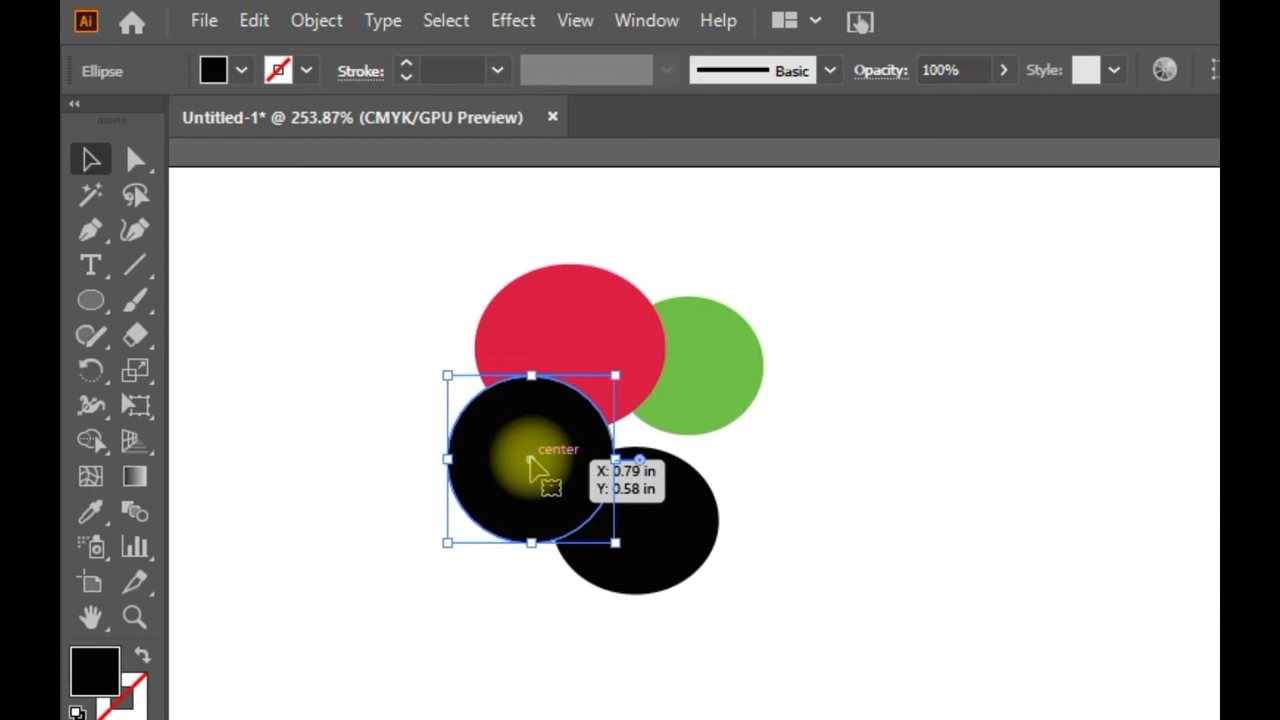 Ai File Edit Object Type Select Effect View Window Help
Ellipse Stroke: Basic Opacity: 100% Style:
Untitled-1* @ 253.87% (CMYK/GPU Preview) ×
T
center
X: 0.79 in
Y: 0.58 in